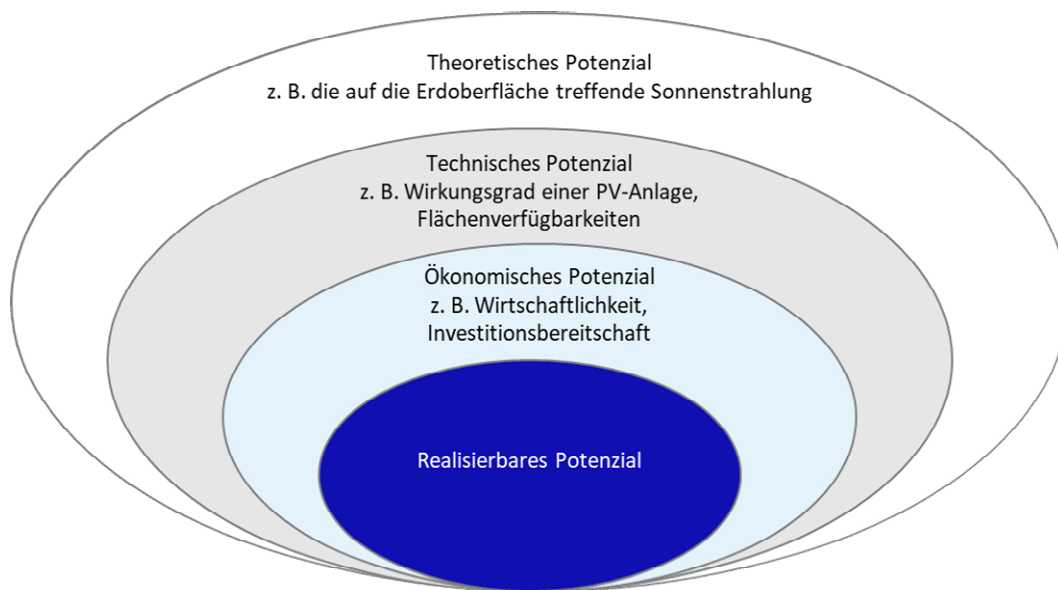 Theoretisches Potenzial
z. B. die auf die Erdoberfläche treffende Sonnenstrahlung
Technisches Potenzial
z. B. Wirkungsgrad einer PV-Anlage,
Flächenverfügbarkeiten
Ökonomisches Potenzial
z. B. Wirtschaftlichkeit,
Investitionsbereitschaft
Realisierbares Potenzial